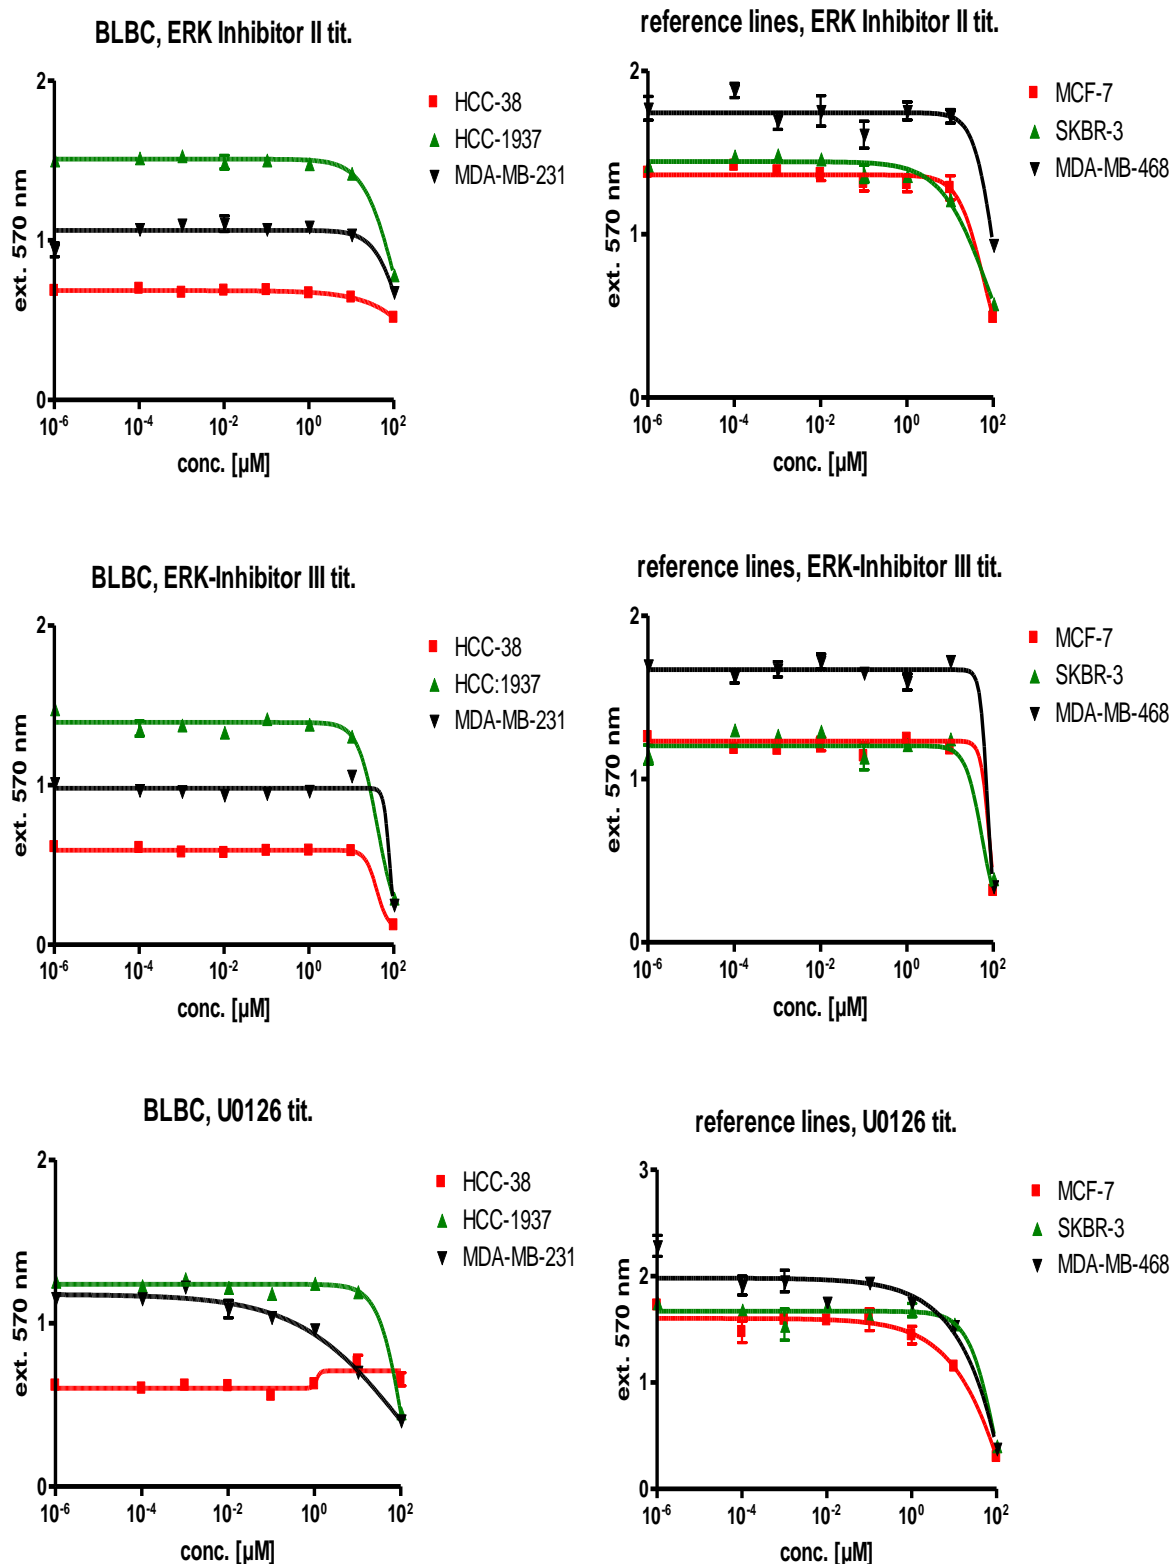 BLBC, ERK Inhibitor II tit.
2
1
0
ext. 570 nm
10-6
10-4
10-2
100
102
conc. [µM]
HCC-38
HCC-1937
MDA-MB-231
reference lines, ERK Inhibitor II tit.
2
1
0
ext. 570 nm
10-6
10-4
10-2
100
102
conc. [µM]
MCF-7
SKBR-3
MDA-MB-468
BLBC, ERK-Inhibitor III tit.
2
1
0
ext. 570 nm
10-6
10-4
10-2
100
102
conc. [µM]
HCC-38
HCC:1937
MDA-MB-231
reference lines, ERK-Inhibitor III tit.
2
1
0
ext. 570 nm
10-6
10-4
10-2
100
102
conc. [µM]
MCF-7
SKBR-3
MDA-MB-468
BLBC, U0126 tit.
2
1
0
ext. 570 nm
10-6
10-4
10-2
100
102
conc. [µM]
HCC-38
HCC-1937
MDA-MB-231
reference lines, U0126 tit.
3
2
1
0
ext. 570 nm
10-6
10-4
10-2
100
102
conc. [µM]
MCF-7
SKBR-3
MDA-MB-468